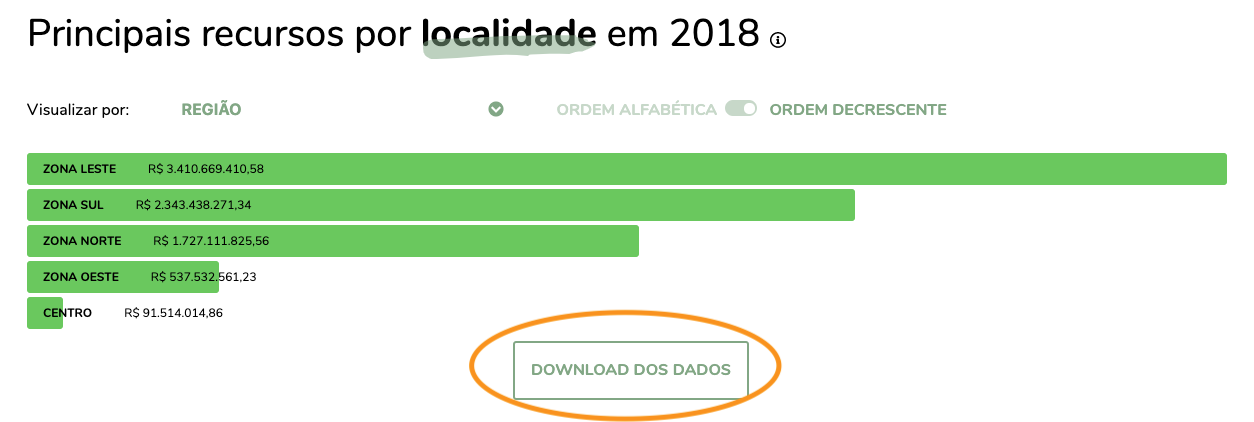 Principais recursos por localidade em 2018
Visualizar por: REGIÃO ORDEM ALFABÉTICA ORDEM DECRESCENTE
ZONA LESTE R$ 3.410.669.410,58
ZONA SUL R$ 2.343.438.271,34
ZONA NORTE R$ 1.727.111.825,56
ZONA OESTE R$ 537.532.561,23
CENTRO R$ 91.514.014,86
DOWNLOAD DOS DADOS